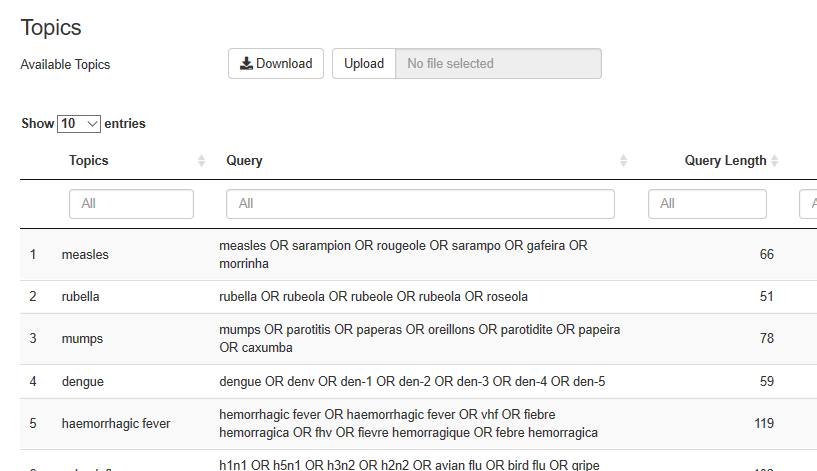 Topics
Available Topics Download Upload No file selected
Show 10 entries
Topics Query Query Length
All All All
1 measles measles OR sarampion OR rougeole OR sarampo OR gafeira OR 66
morrinha
2 rubella rubella OR rubeola OR rubeole OR rubeola OR roseola 51
3 mumps mumps OR parotitis OR paperas OR oreillons OR parotidite OR papeira 78
OR caxumba
4 dengue dengue OR denv OR den-1 OR den-2 OR den-3 OR den-4 OR den-5 59
5 haemorrhagic fever hemorrhagic fever OR haemorrhagic fever OR vhf OR fiebre 119
hemorragica OR fhv OR fievre hemorragique OR febre hemorragica
h1n1 OR h5n1 OR h3n2 OR h2n2 OR avian flu OR bird flu OR gripe